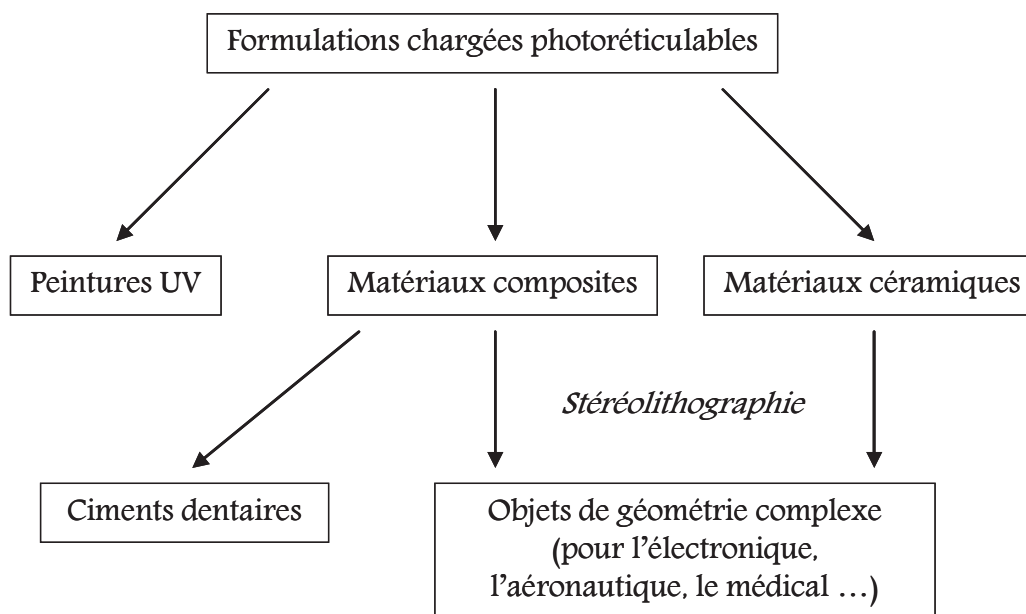 Formulations chargées photoréticulables
Peintures UV
Matériaux composites
Matériaux céramiques
Stéréolithographie
Ciments dentaires
Objets de géométrie complexe
(pour l’électronique,
l’aéronautique, le médical …)